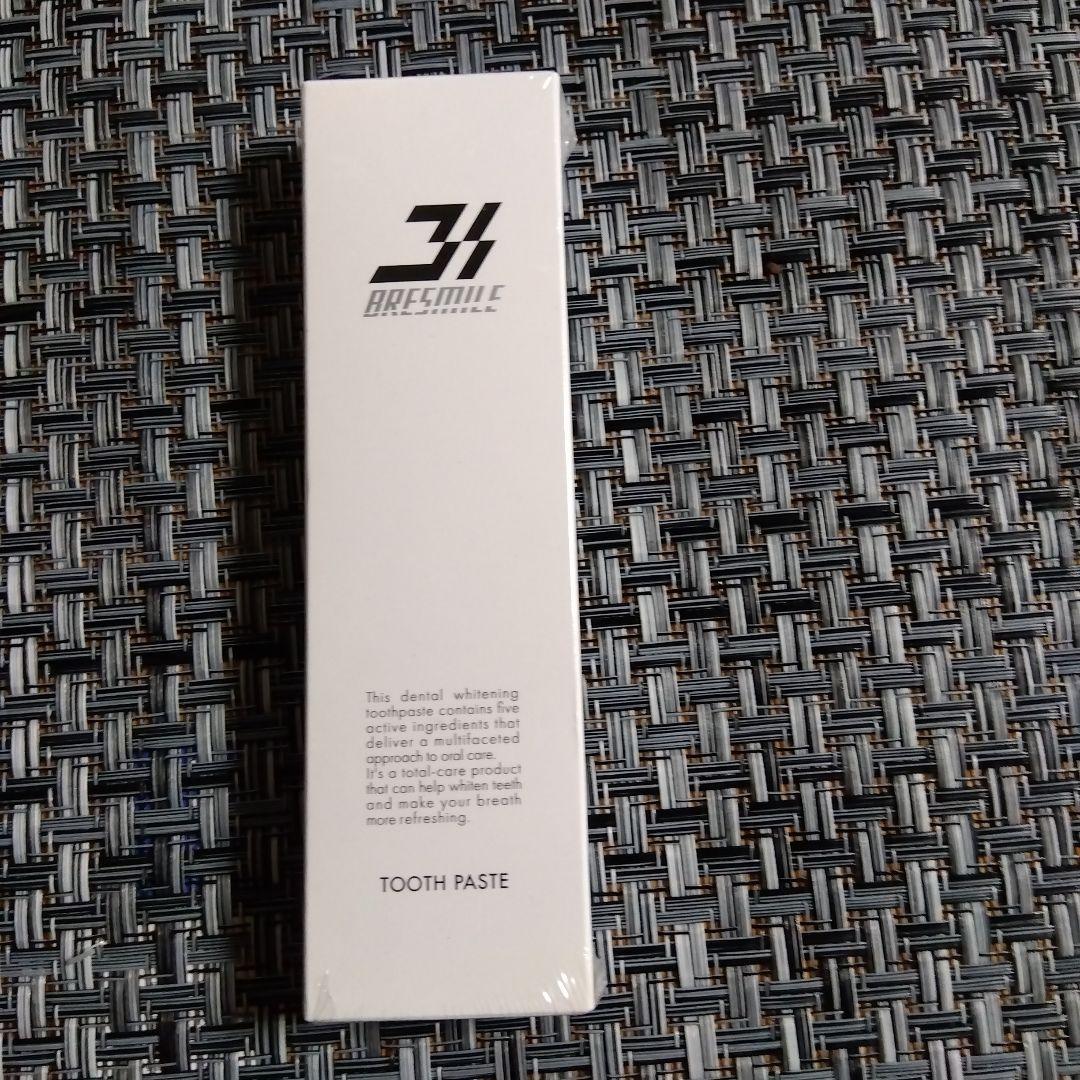 BRESMILE
This dental whitening
toothpaste contains five
active ingredients that
deliver a multifaceted
approach to oral care.
It's a total-care product
that can help whiten teeth
and make your breath
more refreshing.
TOOTH PASTE